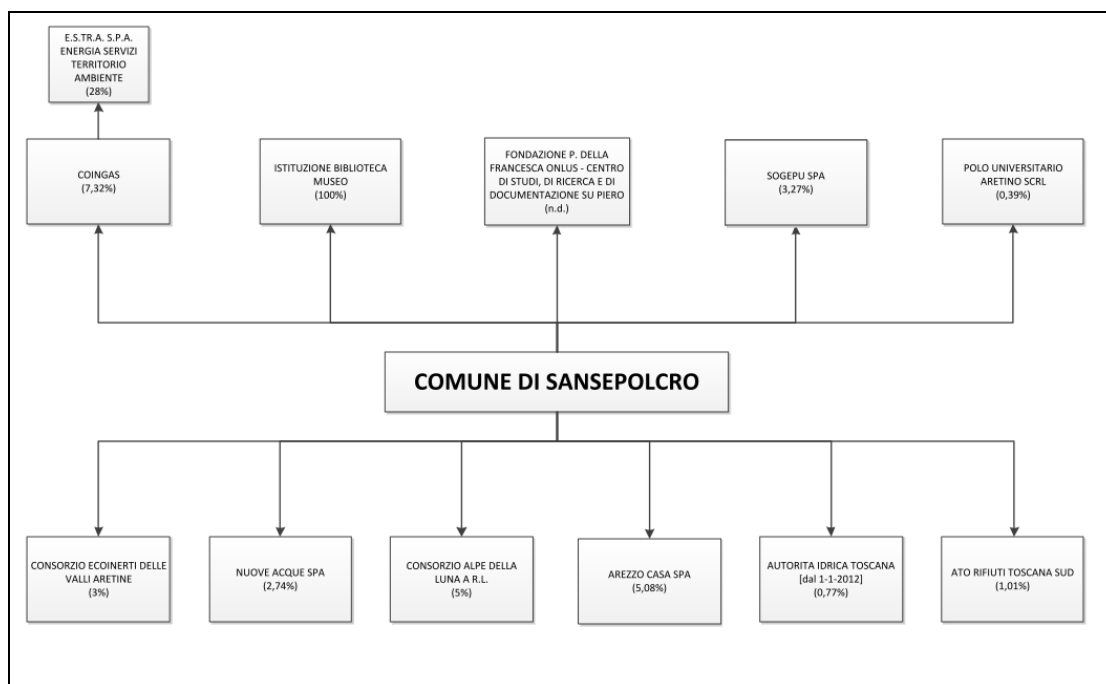 E.S.TR.A. S.P.A.
ENERGIA SERVIZI
TERRITORIO
AMBIENTE
(28%)
COINGAS
(7,32%)
ISTITUZIONE BIBLIOTECA
MUSEO
(100%)
FONDAZIONE P. DELLA
FRANCESCA ONLUS - CENTRO
DI STUDI, DI RICERCA E DI
DOCUMENTAZIONE SU PIERO
(n.d.)
SOGEPU SPA
(3,27%)
POLO UNIVERSITARIO
ARETINO SCRL
(0,39%)
COMUNE DI SANSEPOLCRO
CONSORZIO ECOINERTI DELLE
VALLI ARETINE
(3%)
NUOVE ACQUE SPA
(2,74%)
CONSORZIO ALPE DELLA
LUNA A R.L.
(5%)
AREZZO CASA SPA
(5,08%)
AUTORITA IDRICA TOSCANA
[dal 1-1-2012]
(0,77%)
ATO RIFIUTI TOSCANA SUD
(1,01%)